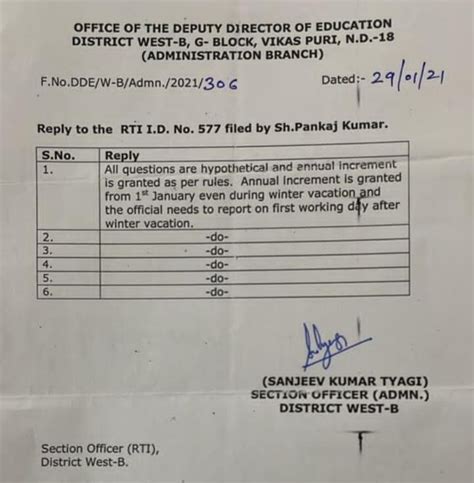 OFFICE OF THE DEPUTY DIRECTOR OF EDUCATION
DISTRICT WEST-B, G- BLOCK, VIKAS PURI, N.D.-18
(ADMINISTRATION BRANCH)
F.No.DDE/W-B/Admn./2021/306 Dated:- 29/01/21
Reply to the RTI I.D. No. 577 filed by Sh.Pankaj Kumar.
S.No. Reply
1. All questions are hypothetical and annual increment
is granted as per rules. Annual Increment is granted
from 1st January even during winter vacation and
the official needs to report on first working day after
winter vacation.
2. -do-
3. -do-
4. -do-
5. -do-
6. -do-
(SANJEEV KUMAR TYAGI)
SECTION OFFICER (ADMN.)
DISTRICT WEST-B
Section Officer (RTI),
District West-B.